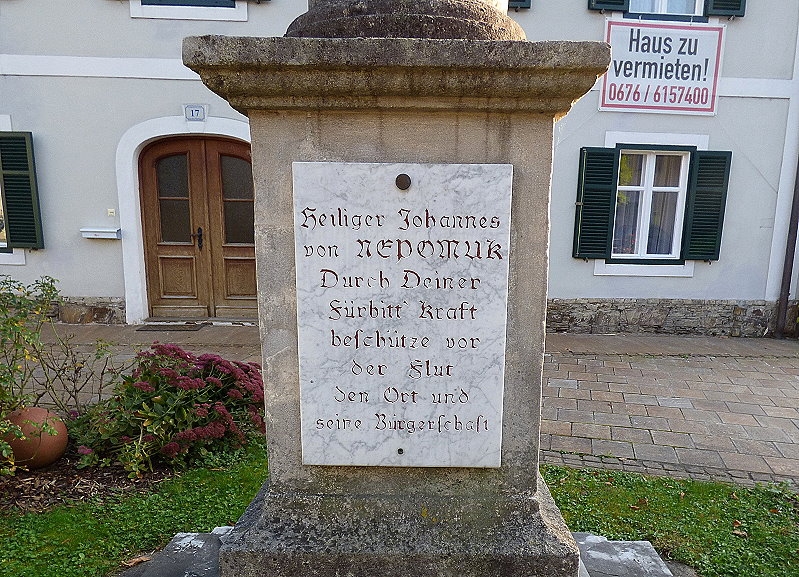 Haus zu
vermieten!
0676 / 6157400
17
Heiliger Johannes
von NEPOMUK
Durch Deiner
Fürbitt' Kraft
beschütze vor
der Flut
den Ort und
seine Bürgerschaft